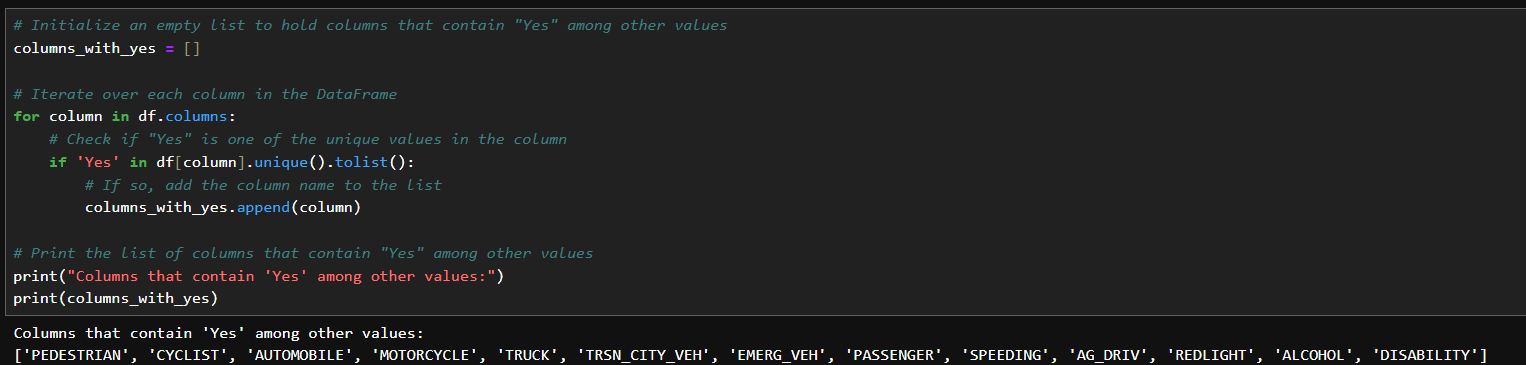 # Initialize an empty list to hold columns that contain "Yes" among other values
columns_with_yes = []
# Iterate over each column in the DataFrame
for column in df.columns:
    # Check if "Yes" is one of the unique values in the column
    if 'Yes' in df[column].unique().tolist():
        # If so, add the column name to the list
        columns_with_yes.append(column)
# Print the list of columns that contain "Yes" among other values
print("Columns that contain 'Yes' among other values:")
print(columns_with_yes)
Columns that contain 'Yes' among other values:
['PEDESTRIAN', 'CYCLIST', 'AUTOMOBILE', 'MOTORCYCLE', 'TRUCK', 'TRSN_CITY_VEH', 'EMERG_VEH', 'PASSENGER', 'SPEEDING', 'AG_DRIV', 'REDLIGHT', 'ALCOHOL', 'DISABILITY']